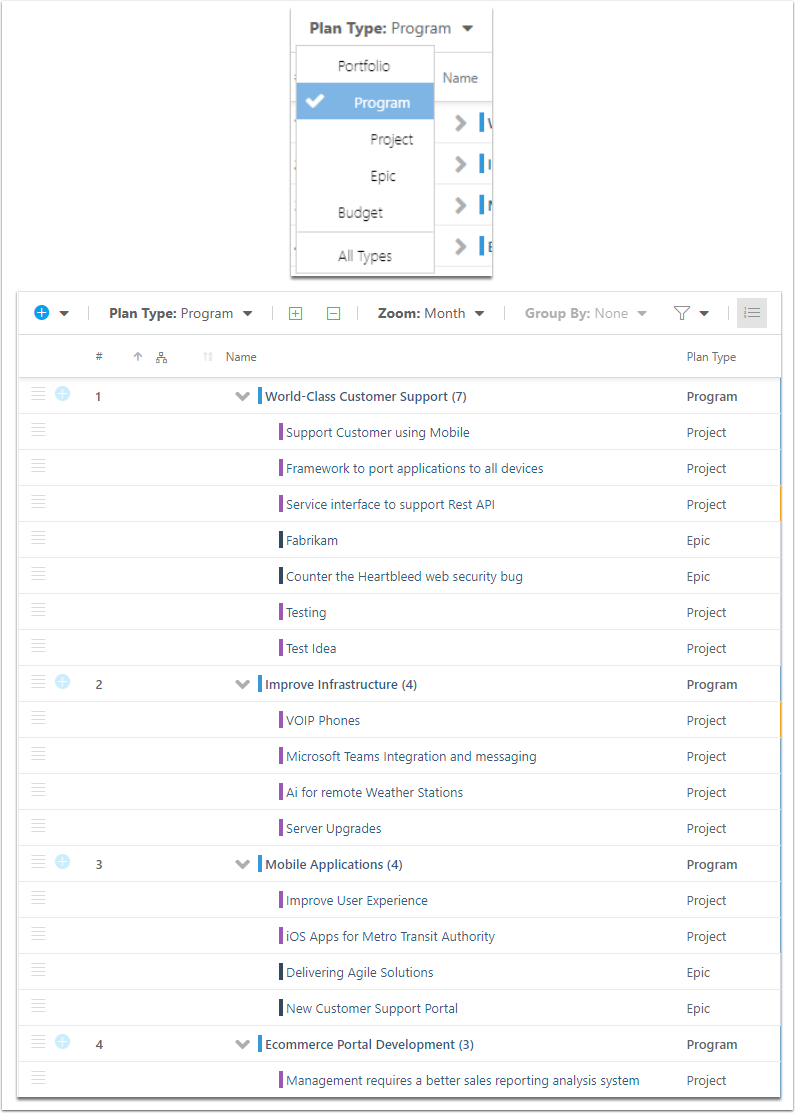 Plan Type: Program
Portfolio
Name
Program
Project
Epic
Budget
All Types
Plan Type: Program Zoom: Month Group By: None
# Name Plan Type
1 World-Class Customer Support (7) Program
Support Customer using Mobile Project
Framework to port applications to all devices Project
Service interface to support Rest API Project
Fabrikam Epic
Counter the Heartbleed web security bug Epic
Testing Project
Test Idea Project
2 Improve Infrastructure (4) Program
VOIP Phones Project
Microsoft Teams Integration and messaging Project
Ai for remote Weather Stations Project
Server Upgrades Project
3 Mobile Applications (4) Program
Improve User Experience Project
iOS Apps for Metro Transit Authority Project
Delivering Agile Solutions Epic
New Customer Support Portal Epic
4 Ecommerce Portal Development (3) Program
Management requires a better sales reporting analysis system Project